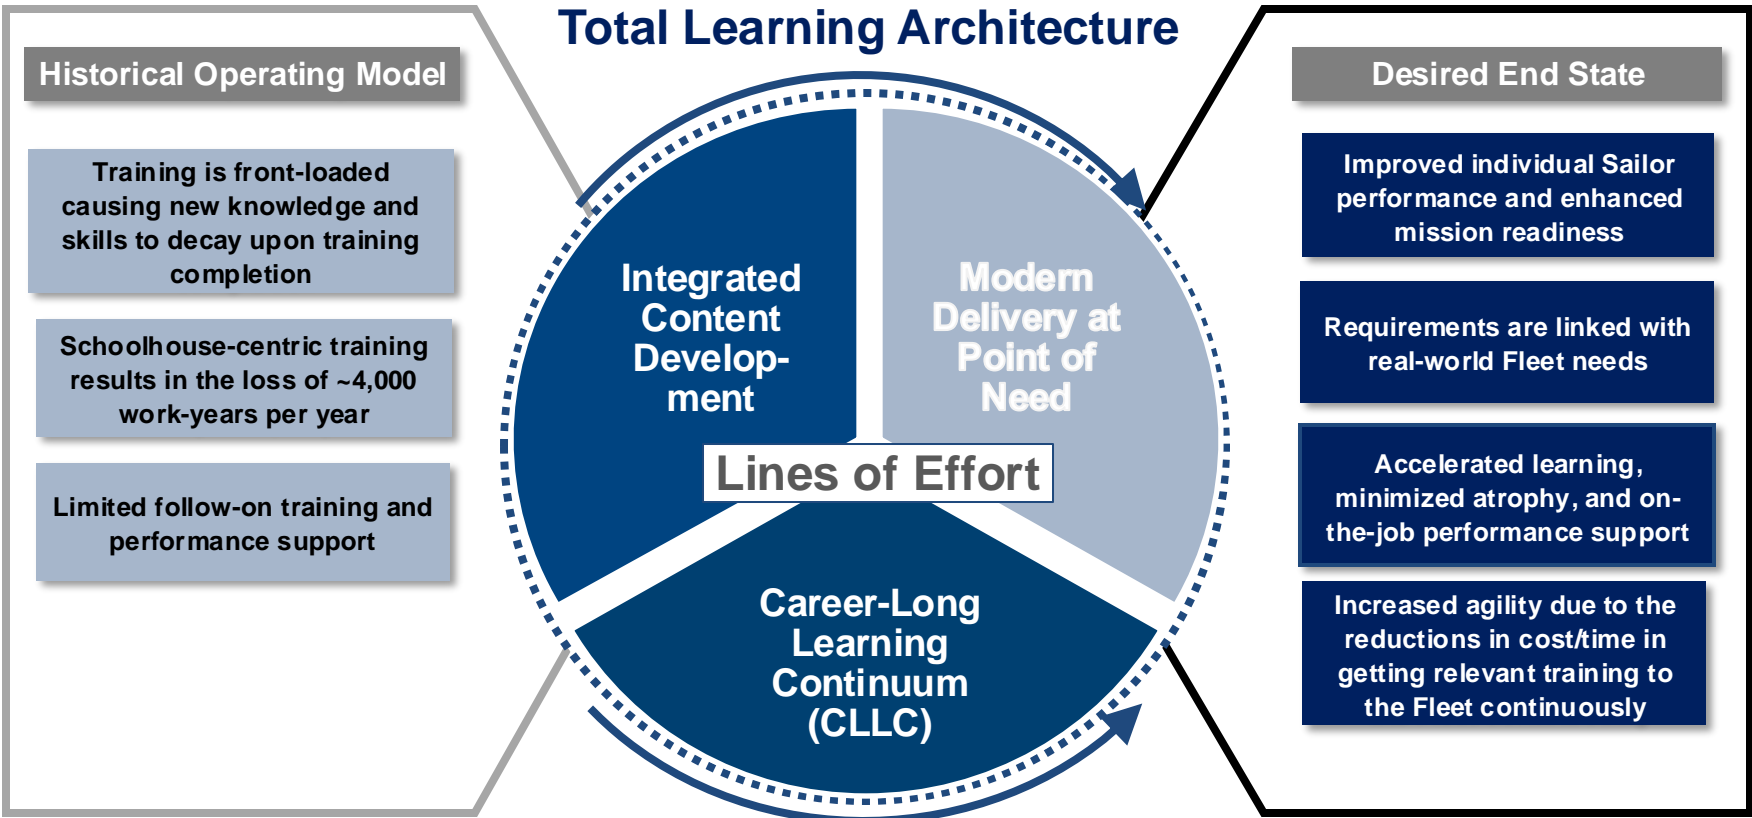 Total Learning Architecture
Historical Operating Model
Training is front-loaded
causing new knowledge and
skills to decay upon training
completion
Schoolhouse-centric training
results in the loss of ~4,000
work-years per year
Limited follow-on training and
performance support
Integrated
Content
Develop-
ment
Modern
Delivery at
Point of
Need
Lines of Effort
Career-Long
Learning
Continuum
(CLLC)
Desired End State
Improved individual Sailor
performance and enhanced
mission readiness
Requirements are linked with
real-world Fleet needs
Accelerated learning,
minimized atrophy, and on-
the-job performance support
Increased agility due to the
reductions in cost/time in
getting relevant training to
the Fleet continuously